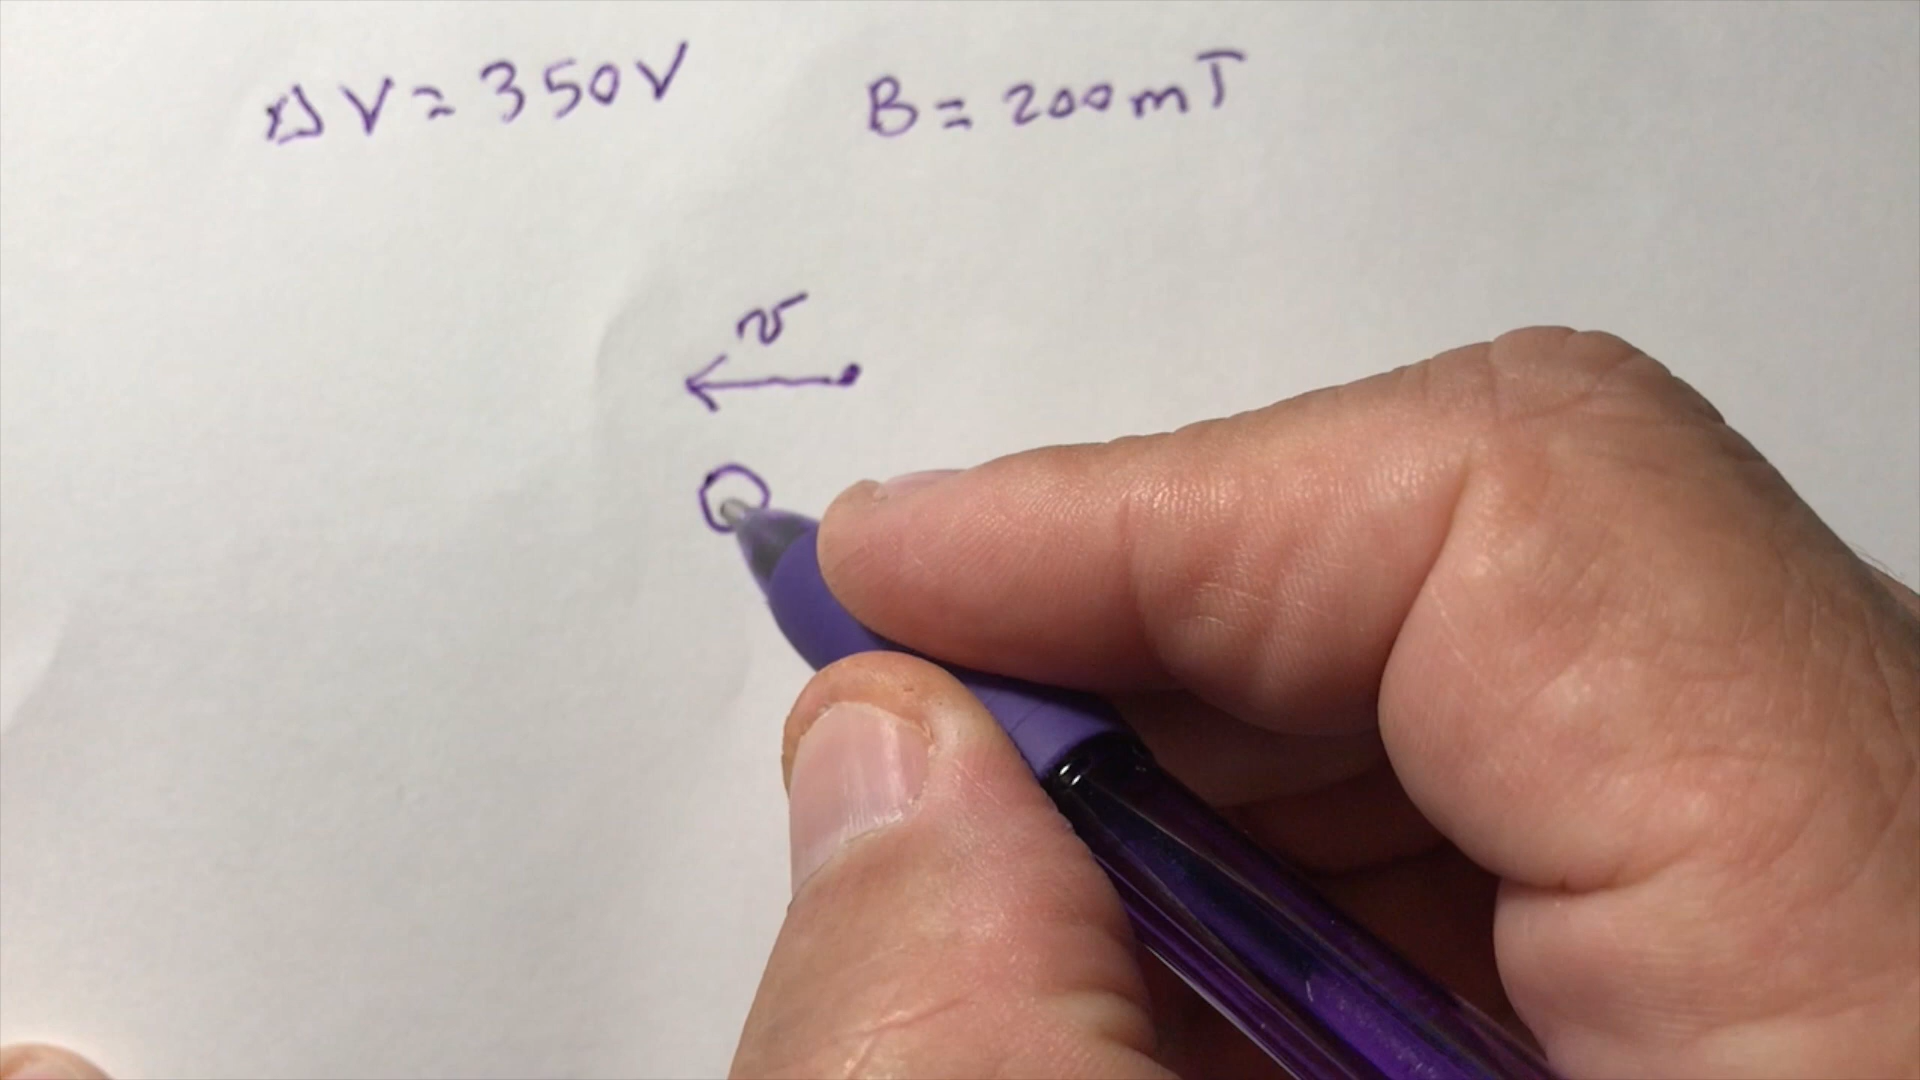 ΔV = 350V B = 200mT
v